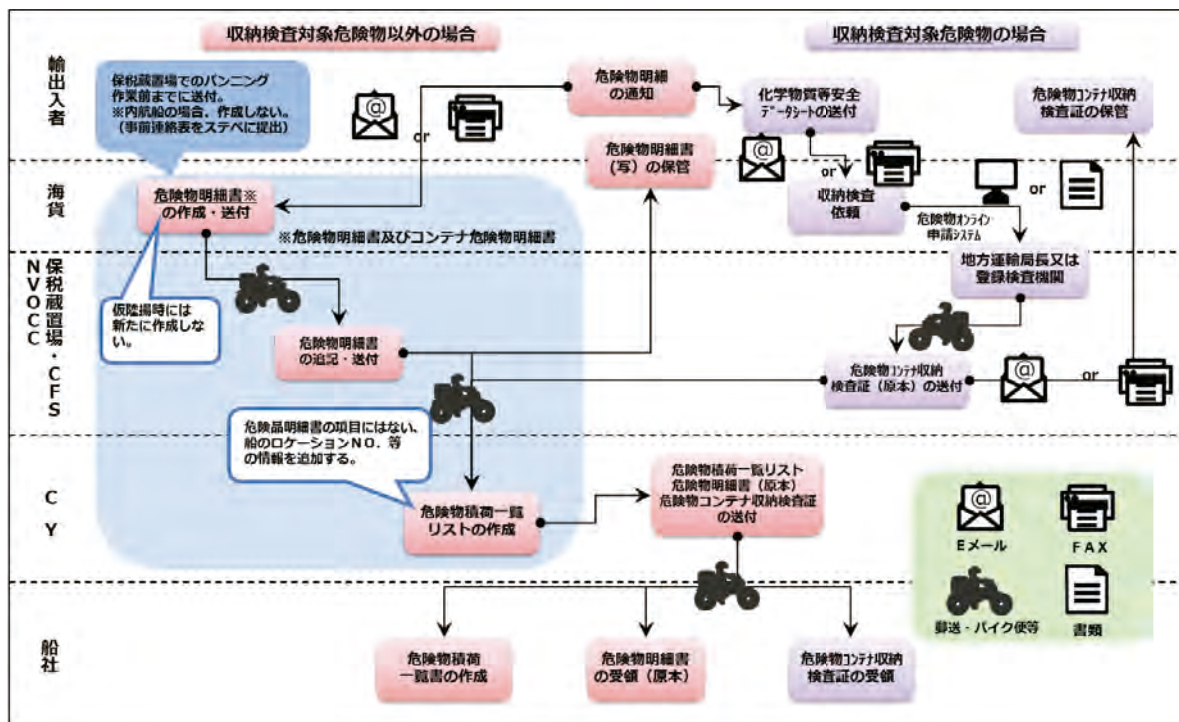 収納検査対象危険物以外の場合
収納検査対象危険物の場合
輸出入者
保税蔵置場でのバンニング
作業前までに送付。
※内航船の場合、作成しない。
（事前連絡表をステベに提出）
or
危険物明細
の通知
化学物質等安全
ﾃﾞｰﾀｼｰﾄの送付
危険物ｺﾝﾃﾅ収納
検査証の保管
危険物明細書
(写）の保管
or
海貨
危険物明細書※
の作成・送付
※危険物明細書及びコンテナ危険物明細書
収納検査
依頼
or
危険物ｵﾝﾗｲﾝ
申請ｼｽﾃﾑ
保税蔵置場・CFS
NVOCC
仮陸揚時には
新たに作成しな
い。
地方運輸局長又は
登録検査機関
危険物明細書
の追記・送付
危険物ｺﾝﾃﾅ収納
検査証（原本）の送付
or
危険品明細書の項目にはない、
船のロケーションＮＯ．等
の情報を追加する。
C Y
危険物積荷一覧
リストの作成
危険物積荷一覧リスト
危険物明細書（原本）
危険物コンテナ収納検査証
の送付
Ｅメール
ＦＡＸ
郵送・バイク便等
書類
船社
危険物積荷
一覧書の作成
危険物明細書
の受領（原本）
危険物ｺﾝﾃﾅ収納
検査証の受領